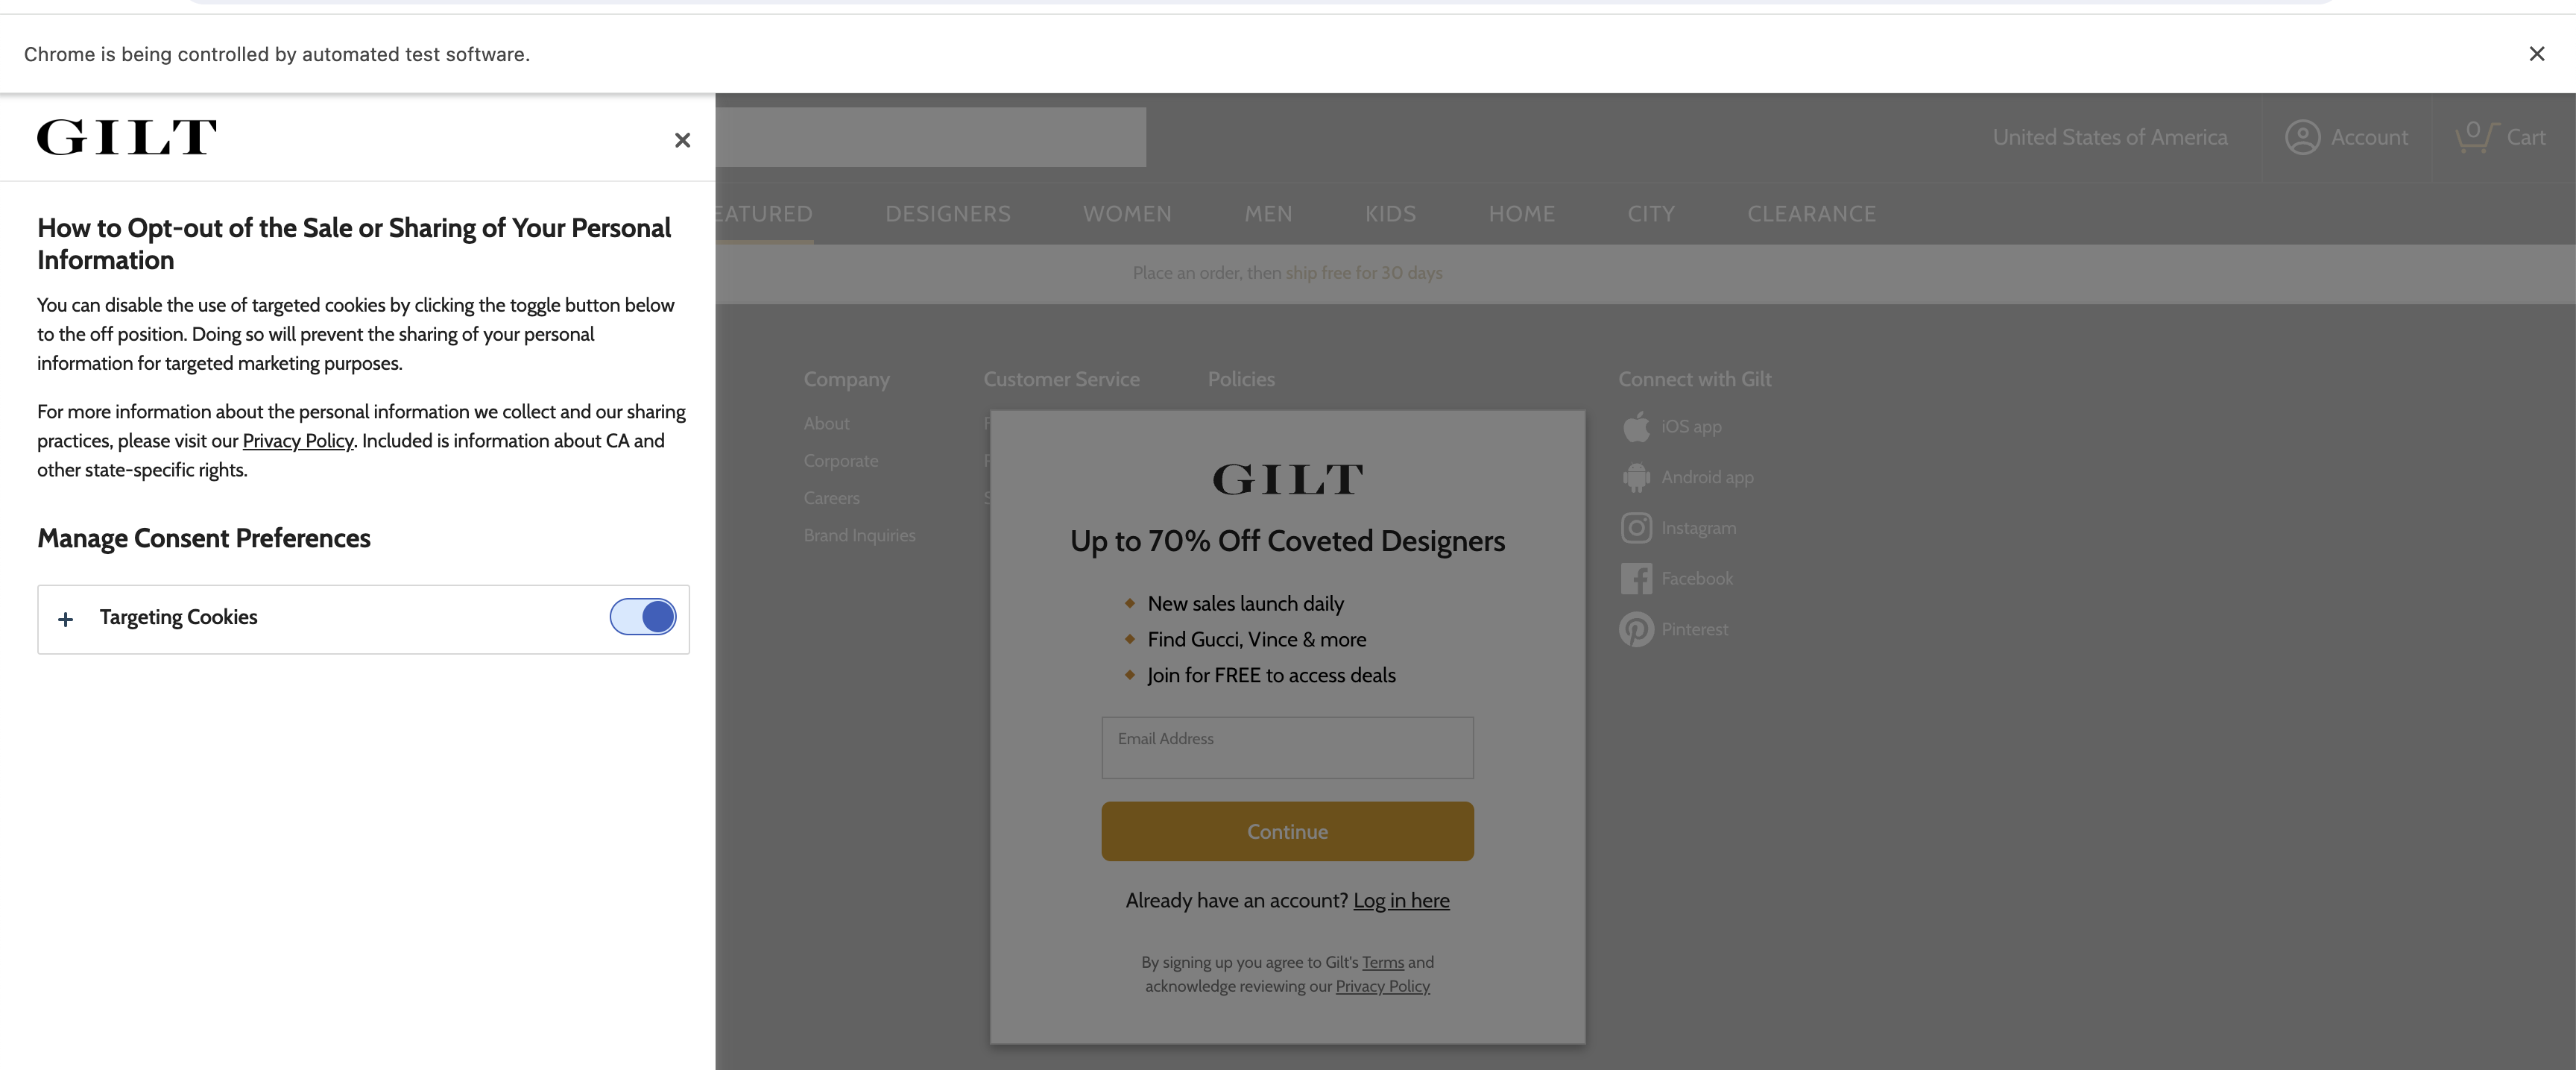 Chrome is being controlled by automated test software.
GILT
How to Opt-out of the Sale or Sharing of Your Personal
Information
You can disable the use of targeted cookies by clicking the toggle button below
to the off position. Doing so will prevent the sharing of your personal
information for targeted marketing purposes.
For more information about the personal information we collect and our sharing
practices, please visit our Privacy Policy. Included is information about CA and
other state-specific rights.
Manage Consent Preferences
Targeting Cookies
United States of America
Account
0
Cart
EATURED
DESIGNERS
WOMEN
MEN
KIDS
HOME
CITY
CLEARANCE
Place an order, then ship free for 30 days
Company
About
Corporate
Careers
Brand Inquiries
Customer Service
Policies
Connect with Gilt
iOS app
Android app
Instagram
Facebook
Pinterest
GILT
Up to 70% Off Coveted Designers
New sales launch daily
Find Gucci, Vince & more
Join for FREE to access deals
Email Address
Continue
Already have an account? Log in here
By signing up you agree to Gilt's Terms and
acknowledge reviewing our Privacy Policy